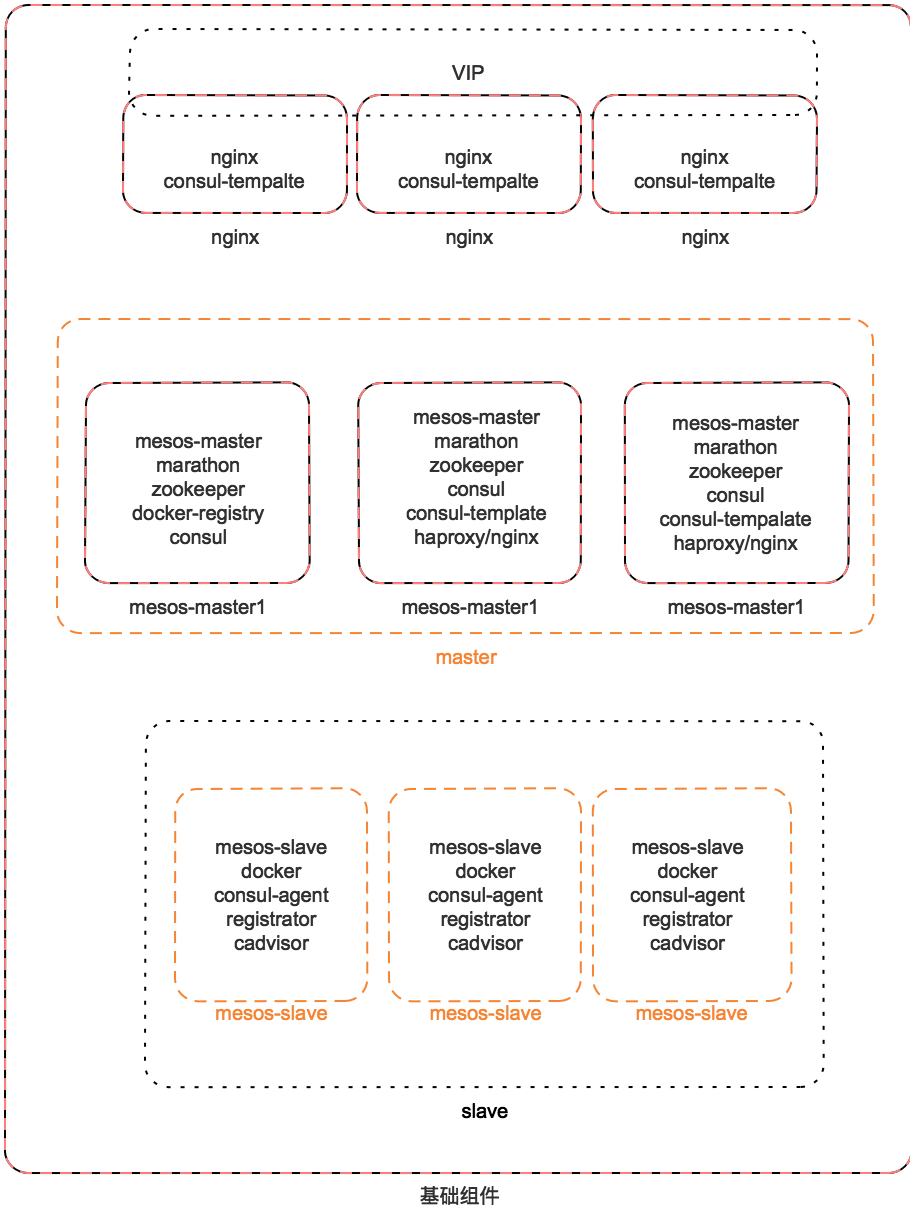 VIP
nginx
consul-tempalte
nginx
nginx
consul-tempalte
nginx
nginx
consul-tempalte
nginx
mesos-master
marathon
zookeeper
docker-registry
consul
mesos-master1
mesos-master
marathon
zookeeper
consul
consul-template
haproxy/nginx
mesos-master1
mesos-master
marathon
zookeeper
consul
consul-tempalate
haproxy/nginx
mesos-master1
master
mesos-slave
docker
consul-agent
registrator
cadvisor
mesos-slave
mesos-slave
docker
consul-agent
registrator
cadvisor
mesos-slave
mesos-slave
docker
consul-agent
registrator
cadvisor
mesos-slave
slave
基础组件